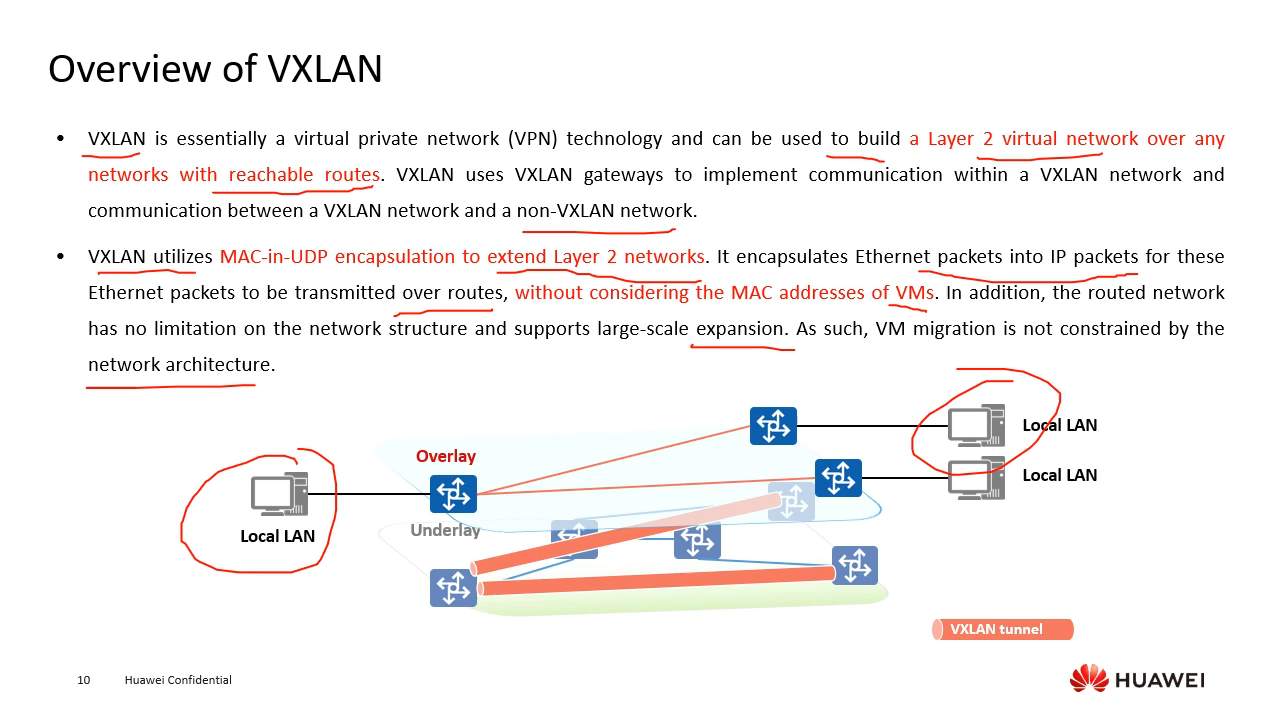 Overview of VXLAN
• VXLAN is essentially a virtual private network (VPN) technology and can be used to build a Layer 2 virtual network over any
networks with reachable routes. VXLAN uses VXLAN gateways to implement communication within a VXLAN network and
communication between a VXLAN network and a non-VXLAN network.
• VXLAN utilizes MAC-in-UDP encapsulation to extend Layer 2 networks. It encapsulates Ethernet packets into IP packets for these
Ethernet packets to be transmitted over routes, without considering the MAC addresses of VMs. In addition, the routed network
has no limitation on the network structure and supports large-scale expansion. As such, VM migration is not constrained by the
network architecture.
Local LAN
Overlay
Local LAN
Underlay
Local LAN
VXLAN tunnel
10 Huawei Confidential
HUAWEI